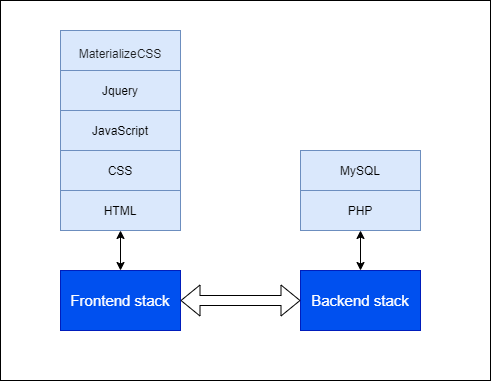 MaterializeCSS
Jquery
JavaScript
CSS
HTML
MySQL
PHP
Frontend stack
Backend stack